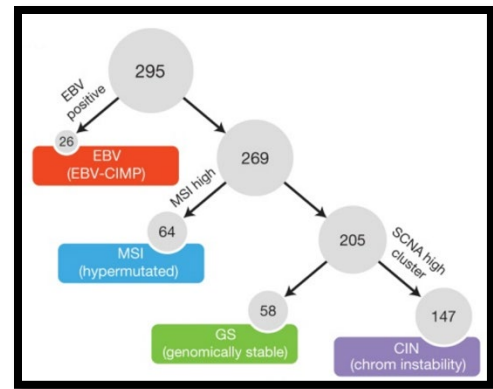 295
EBV
positive
26
EBV
(EBV-CIMP)
269
MSI high
64
MSI
(hypermutated)
205
SCNA high
cluster
58
GS
(genomically stable)
147
CIN
(chrom instability)